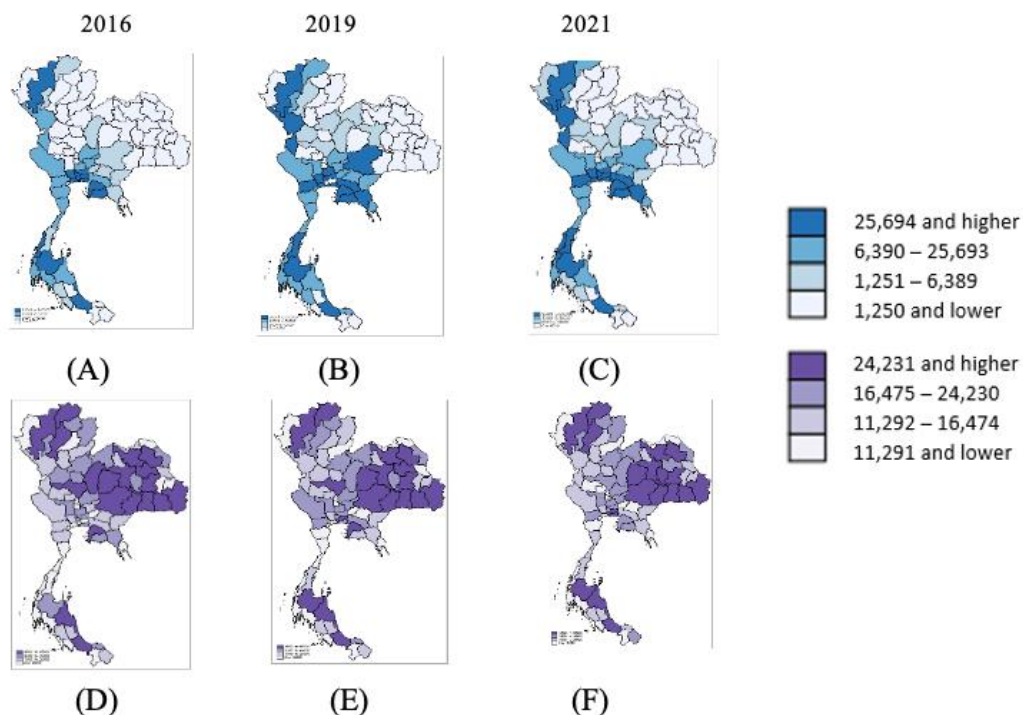 2016
2019
2021
(A)
(B)
(C)
25,694 and higher
6,390 – 25,693
1,251 – 6,389
1,250 and lower
24,231 and higher
16,475 – 24,230
11,292 – 16,474
11,291 and lower
(D)
(E)
(F)